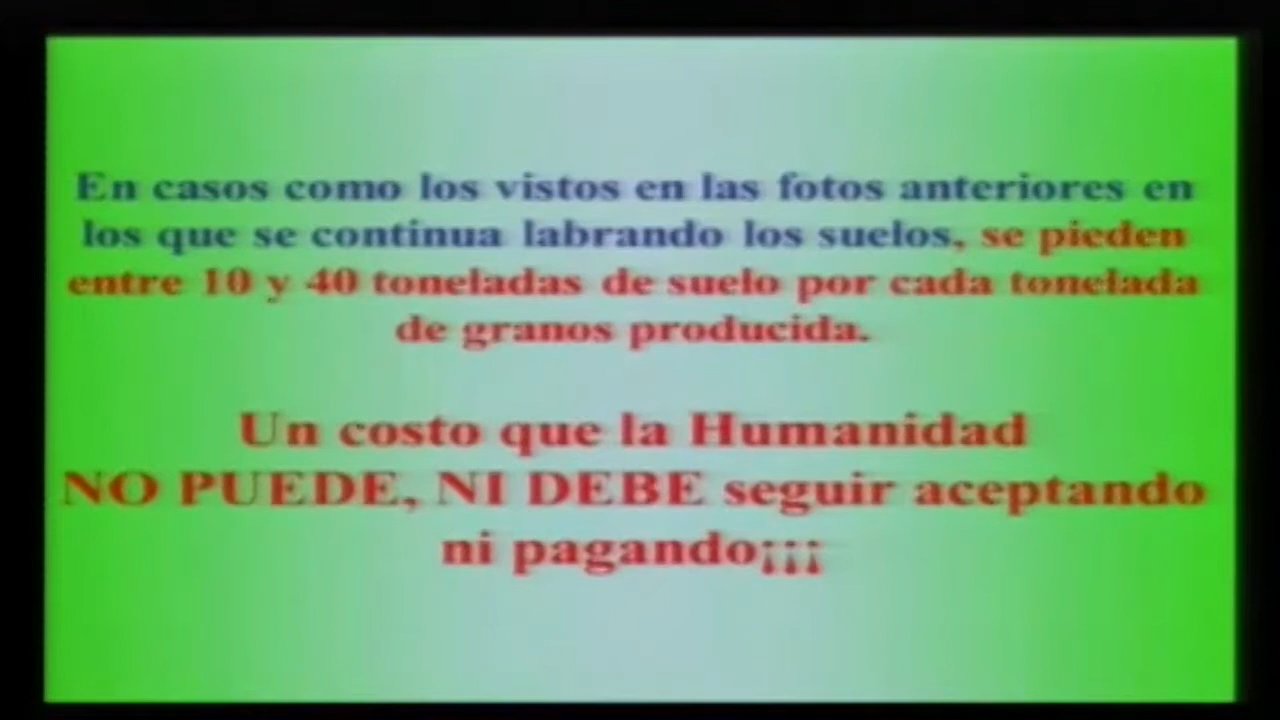 En casos como los vistos en las fotos anteriores en
los que se continua labrando los suelos, se pieden
entre 10 y 40 toneladas de suelo por cada tonelada
de granos producida.
Un costo que la Humanidad
NO PUEDE, NI DEBE seguir aceptando
ni pagando¡¡¡